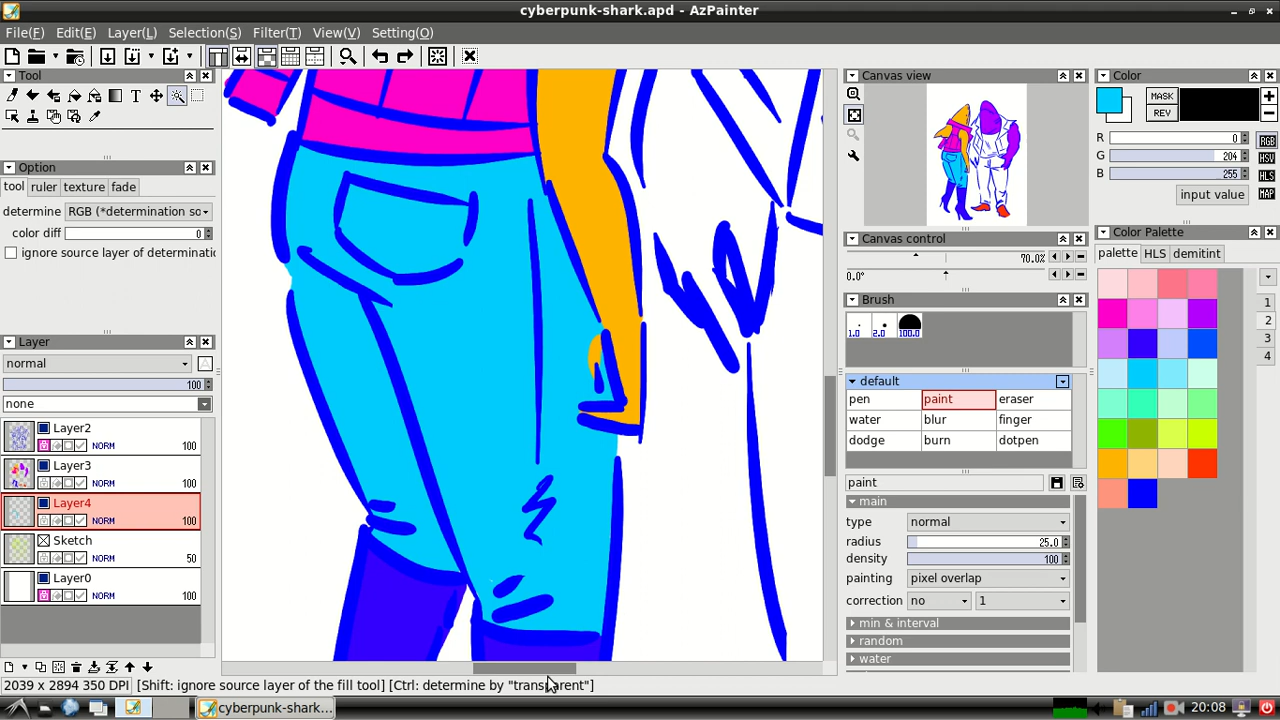 cyberpunk-shark.apd - AzPainter
File(F) Edit(E) Layer(L) Selection(S) Filter(T) View(V) Setting(O)
Tool
T
Option
tool ruler texture fade
determine RGB (*determination so
color diff 0
ignore source layer of determinatio
Layer
normal A
100
none
Layer2
NORM 100
Layer3
NORM 100
Layer4
NORM 100
Sketch
NORM 50
Layer0
NORM 100
Canvas view
Canvas control
70.0%
0.0°
Brush
1.0 2.0 100.0
default
pen paint eraser
water blur finger
dodge burn dotpen
paint
main
type normal
radius 25.0
density 100
painting pixel overlap
correction no 1
min & interval
random
water
Color
MASK
REV
R 0
G 204
B 255
input value
RGB
HSV
HLS
MAP
Color Palette
palette HLS demitint
1
2
3
4
2039 x 2894 350 DPI [Shift: ignore source layer of the fill tool] [Ctrl: determine by "transparent"]
cyberpunk-shark... 20:08